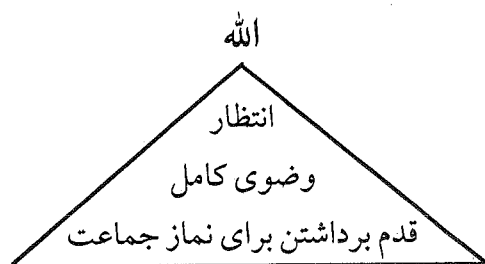 الله
انتظار
وضوی کامل
قدم برداشتن برای نماز جماعت